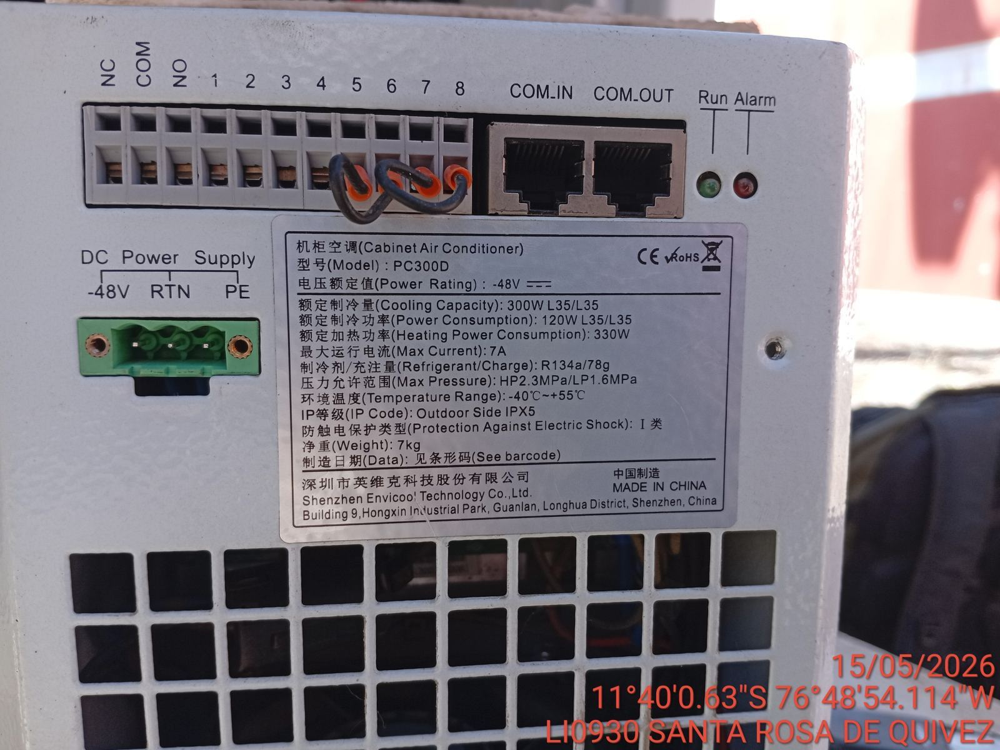 NC COM NO 1 2 3 4 5 6 7 8
COM-IN COM-OUT
Run Alarm
DC Power Supply
-48V RTN PE
机柜空调(Cabinet Air Conditioner)
型号(Model) : PC300D
CE RoHS
电压额定值(Power Rating) : -48V
额定制冷量(Cooling Capacity): 300W L35/L35
额定制冷功率(Power Consumption): 120W L35/L35
额定加热功率(Heating Power Consumption): 330W
最大运行电流(Max Current): 7A
制冷剂/充注量(Refrigerant/Charge): R134a/78g
压力允许范围(Max Pressure): HP2.3MPa/LP1.6MPa
环境温度(Temperature Range): -40℃~+55℃
IP等级(IP Code): Outdoor Side IPX5
防触电保护类型(Protection Against Electric Shock): I 类
净重(Weight): 7kg
制造日期(Data): 见条形码(See barcode)
深圳市英维克科技股份有限公司
中国制造
Shenzhen Envicool Technology Co.,Ltd.
MADE IN CHINA
Building 9,Hongxin Industrial Park, Guanlan, Longhua District, Shenzhen, China
15/05/2026
11°40'0.63"S 76°48'54.114"W
LI0930 SANTA ROSA DE QUIVEZ